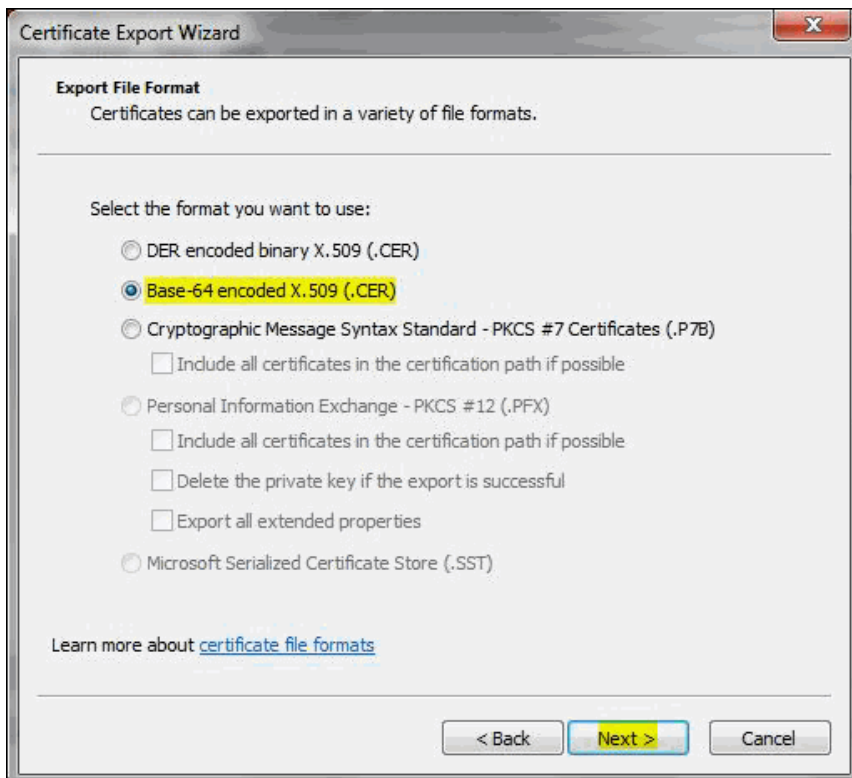 Certificate Export Wizard
Export File Format
Certificates can be exported in a variety of file formats.
Select the format you want to use:
DER encoded binary X.509 (.CER)
Base-64 encoded X.509 (.CER)
Cryptographic Message Syntax Standard - PKCS #7 Certificates (.P7B)
Include all certificates in the certification path if possible
Personal Information Exchange - PKCS #12 (.PFX)
Include all certificates in the certification path if possible
Delete the private key if the export is successful
Export all extended properties
Microsoft Serialized Certificate Store (.SST)
Learn more about certificate file formats
< Back Next > Cancel